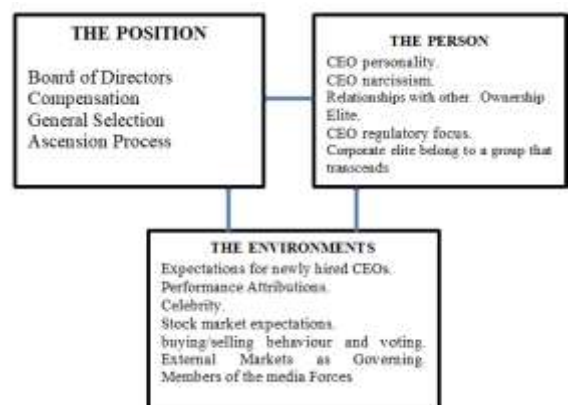 THE POSITION
Board of Directors
Compensation
General Selection
Ascension Process
THE PERSON
CEO personality.
CEO narcissism.
Relationships with other Ownership
Elite.
CEO regulatory focus.
Corporate elite belong to a group that
transcends
THE ENVIRONMENTS
Expectations for newly hired CEOs.
Performance Attributions.
Celebrity.
Stock market expectations.
buying/selling behaviour and voting.
External Markets as Governing.
Members of the media Forces